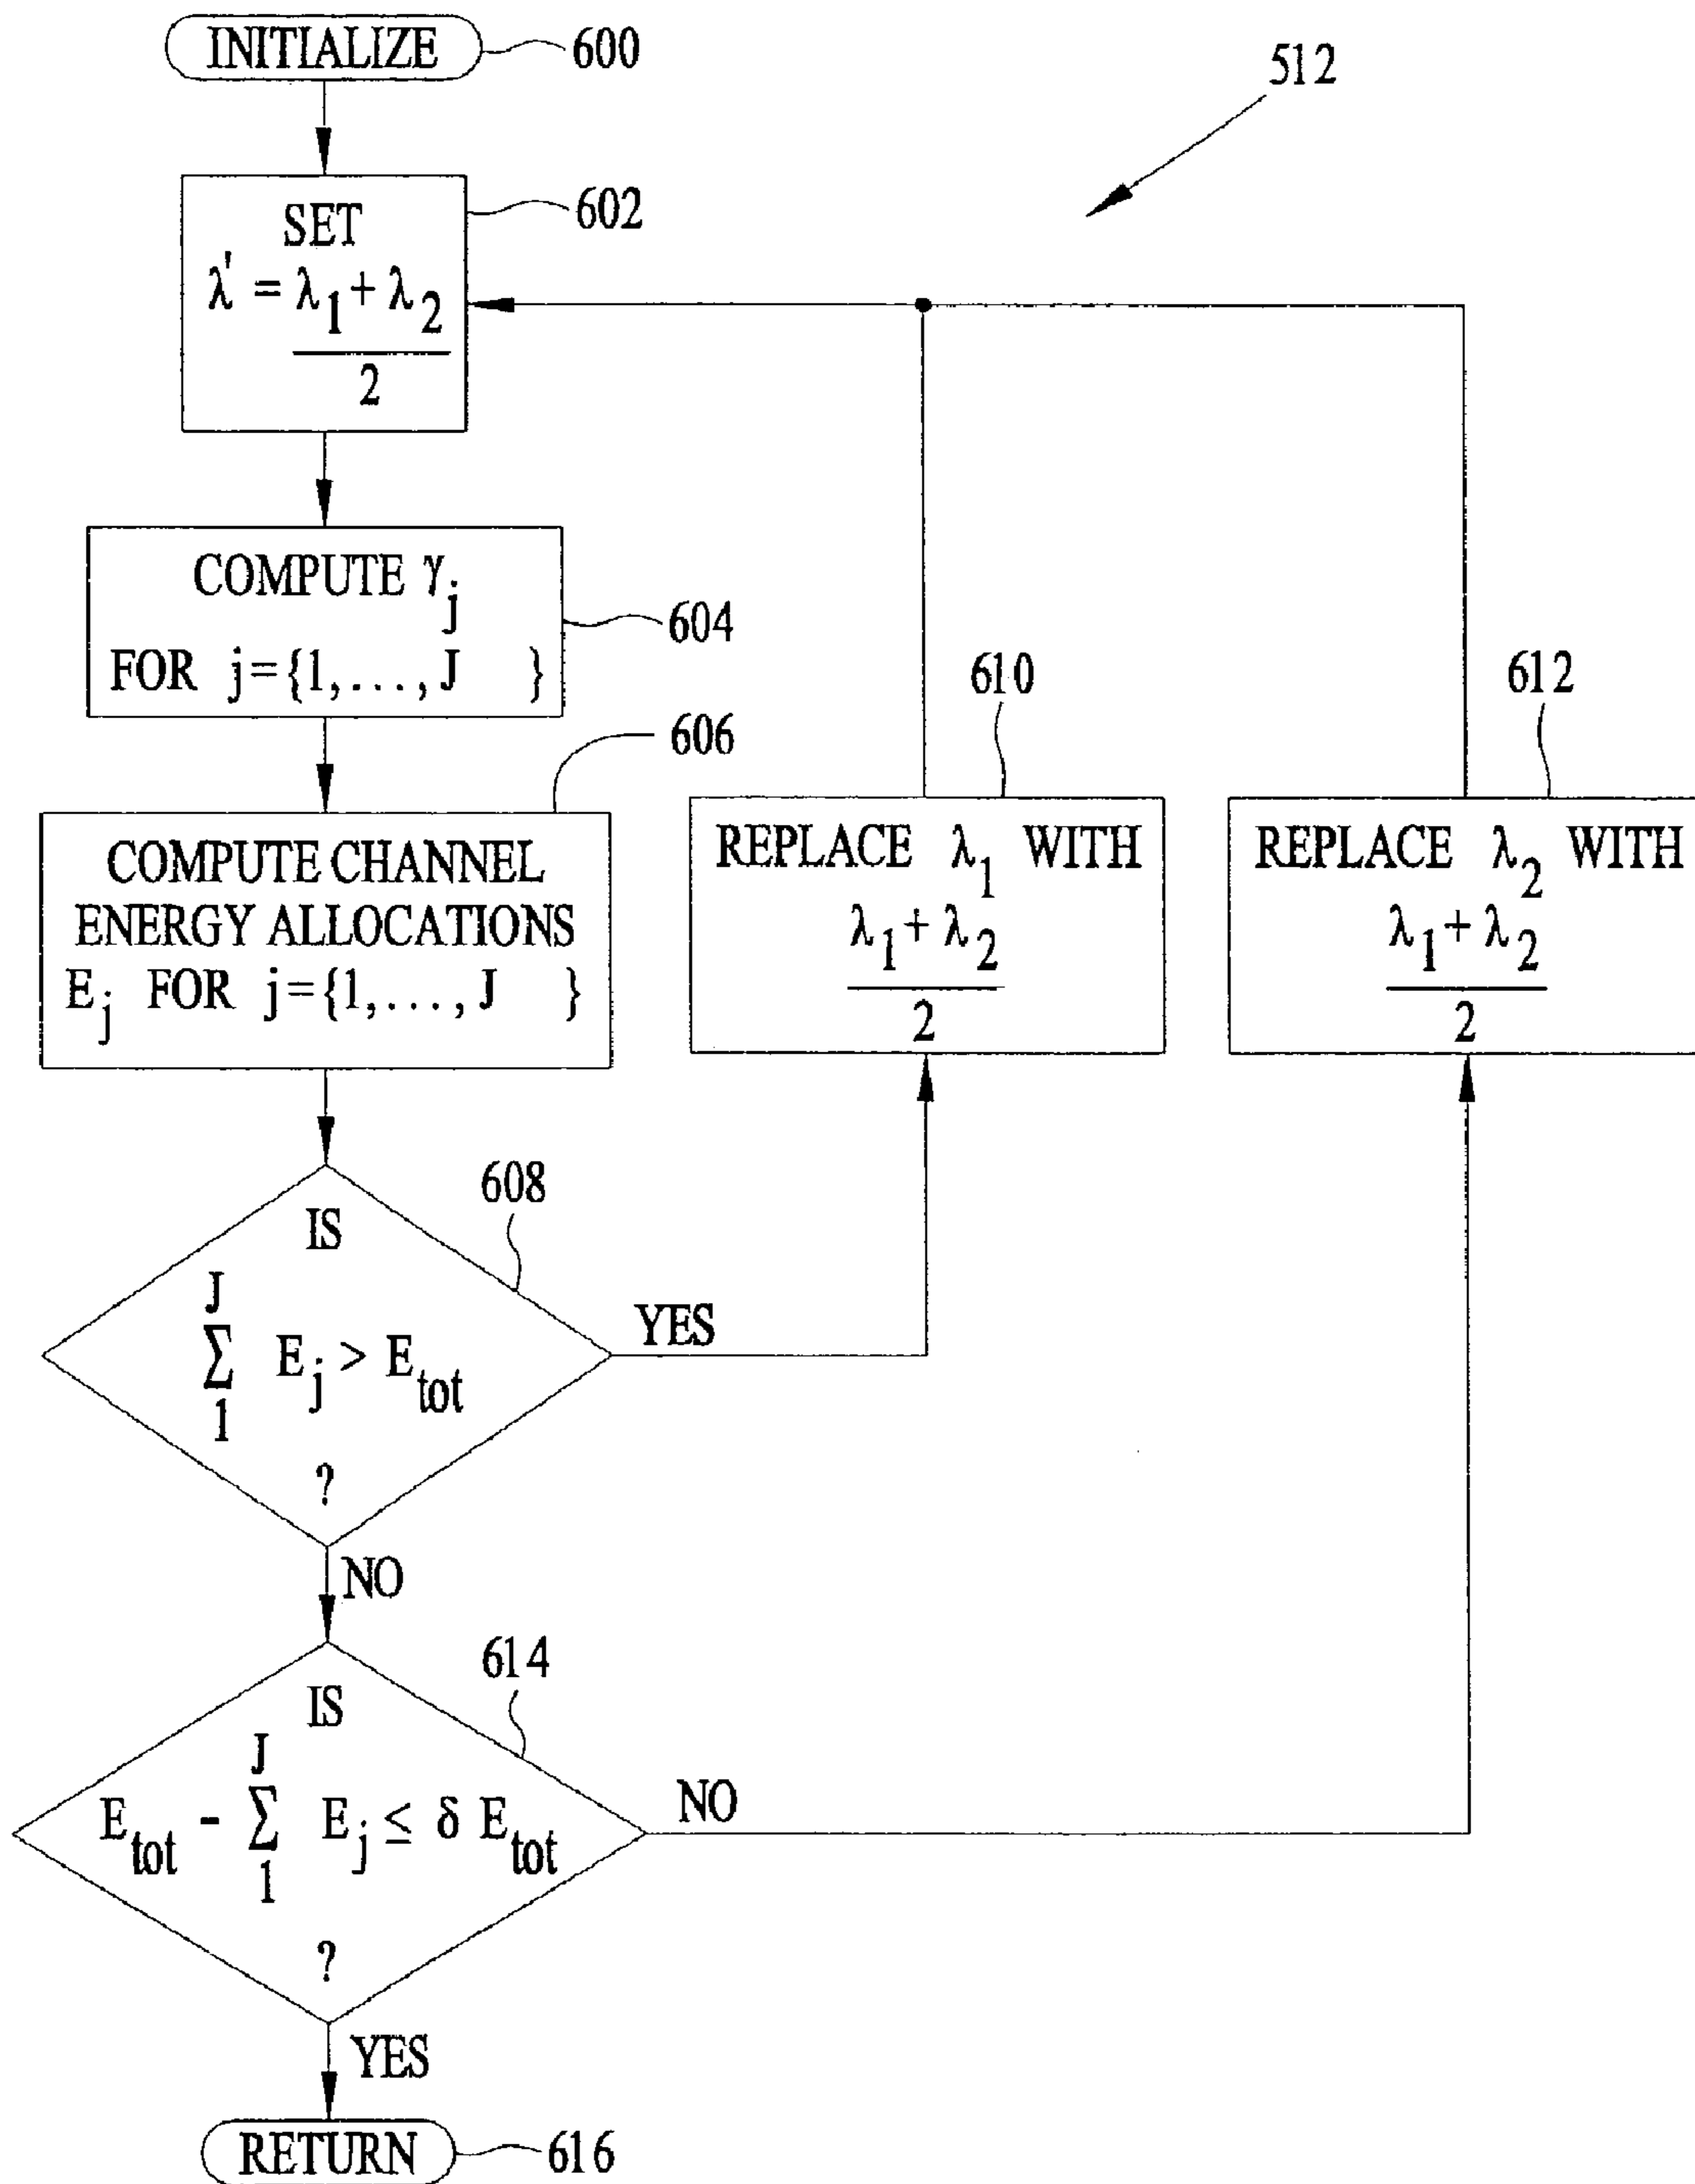 INITIALIZE 600
512
602
SET
λ' = λ1 + λ2
2
COMPUTE γj
FOR j={1,...,J }
604
606
610
612
COMPUTE CHANNEL
ENERGY ALLOCATIONS
Ej FOR j={1,...,J }
REPLACE λ1 WITH
λ1 + λ2
2
REPLACE λ2 WITH
λ1 + λ2
2
608
IS
J
Σ Ej > Etot
1
?
YES
NO
614
IS
J
Etot - Σ Ej ≤ δ Etot
1
?
NO
YES
RETURN 616